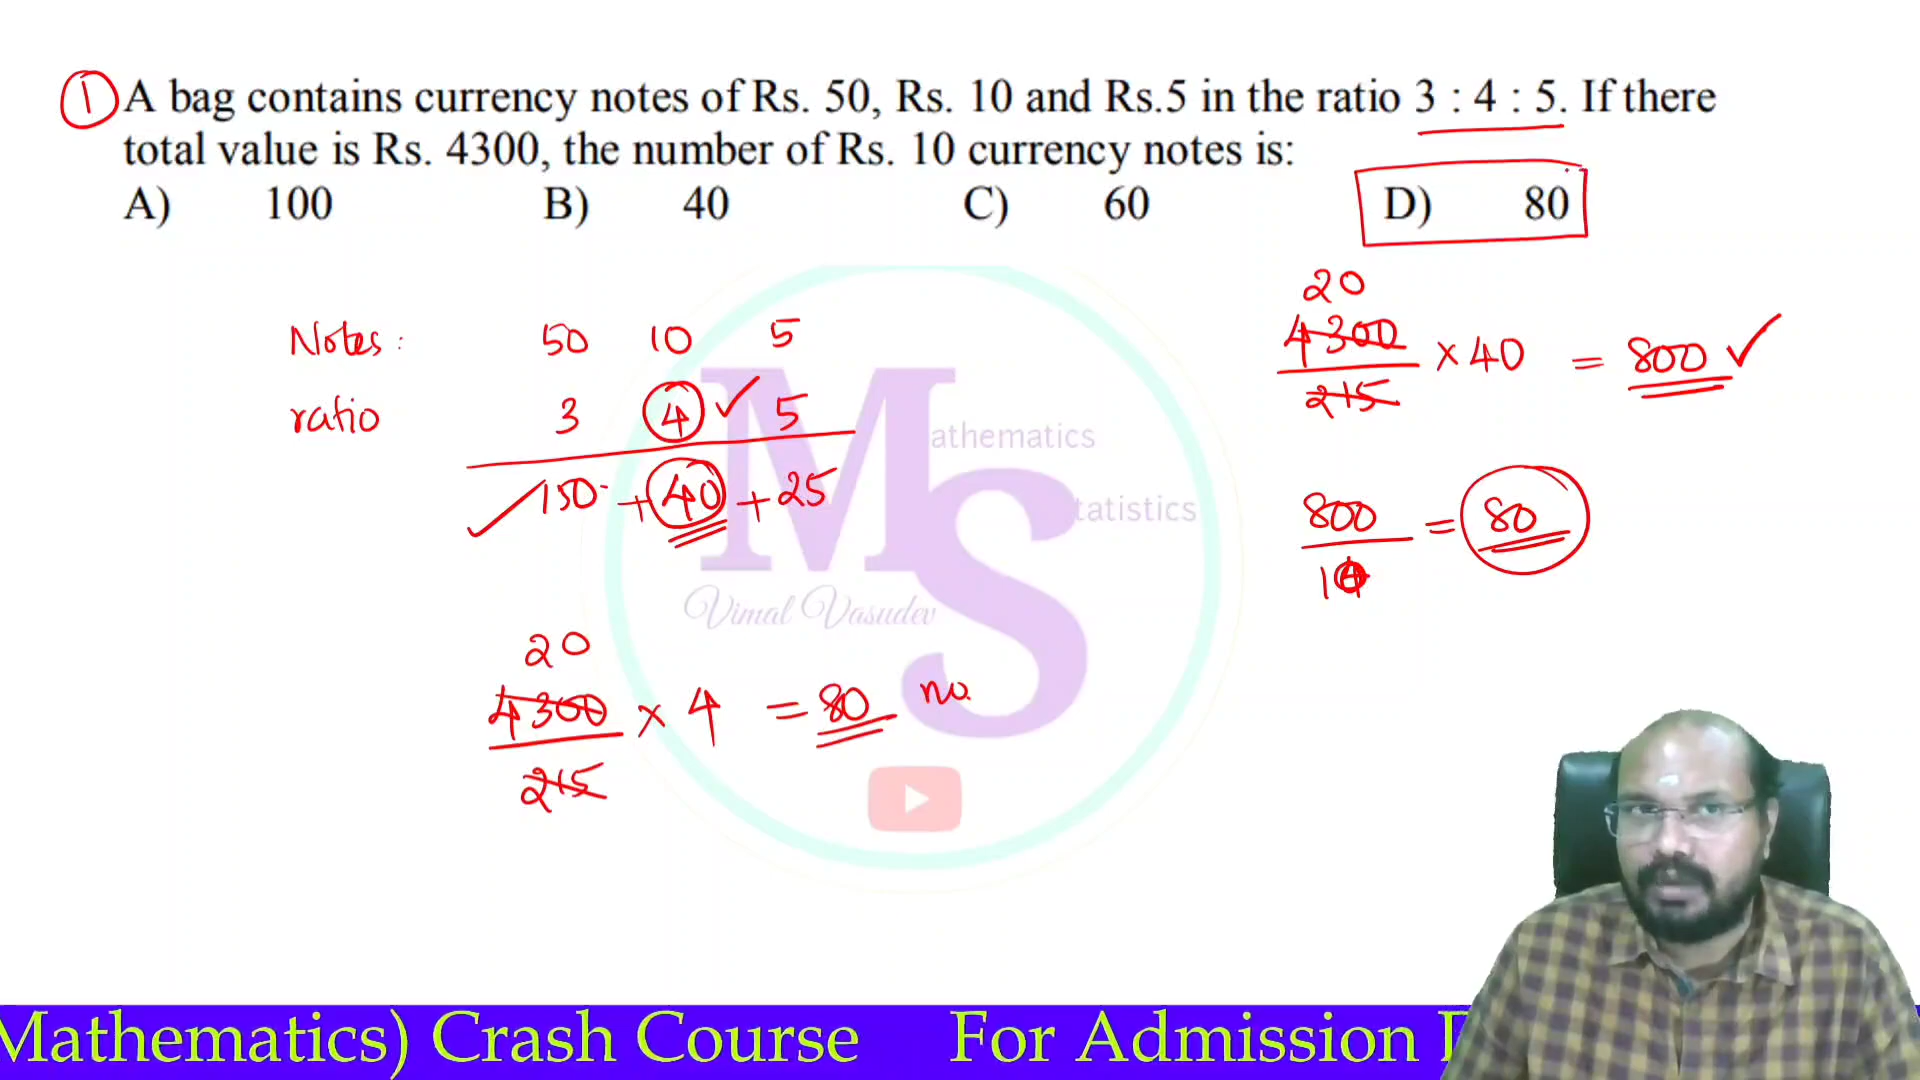 1 A bag contains currency notes of Rs. 50, Rs. 10 and Rs.5 in the ratio 3 : 4 : 5. If there
total value is Rs. 4300, the number of Rs. 10 currency notes is:
A) 100 B) 40 C) 60 D) 80
Notes: 50 10 5
ratio 3 4 5
150 + 40 + 25
20
4300
215
× 4 = 80 no.
20
4300
215
× 40 = 800
800
10
= 80
M athematics
S tatistics
Vimal Vasudev
Mathematics) Crash Course For Admission